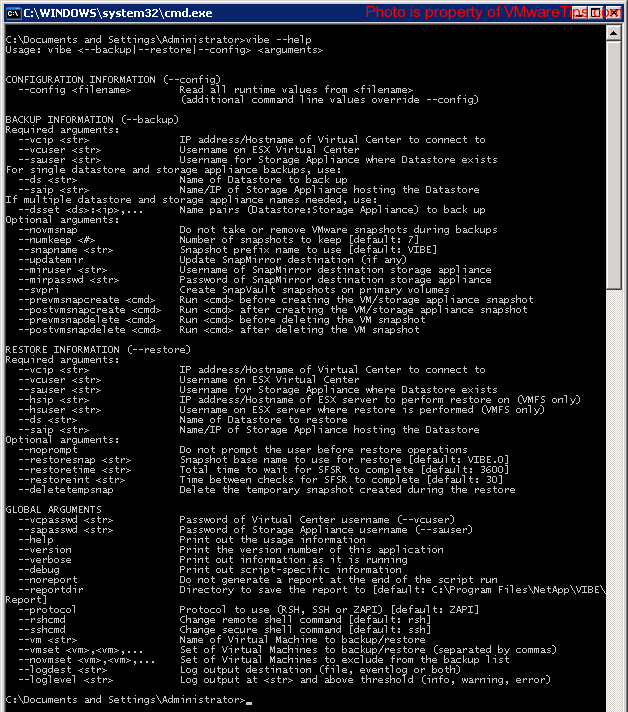 C:\WINDOWS\system32\cmd.exe
Photo is property of VMwareTips.com
C:\Documents and Settings\Administrator>vibe --help
Usage: vibe <--backup|--restore|--config> <arguments>
CONFIGURATION INFORMATION (--config)
--config <filename> Read all runtime values from <filename>
(additional command line values override --config)
BACKUP INFORMATION (--backup)
Required arguments:
--vcip <str> IP address/Hostname of Virtual Center to connect to
--vcuser <str> Username on ESX Virtual Center
--sauser <str> Username for Storage Appliance where Datastore exists
For single datastore and storage appliance backups, use:
--ds <str> Name of Datastore to back up
--saip <str> Name/IP of Storage Appliance hosting the Datastore
If multiple datastore and storage appliance names needed, use:
--dsset <ds>:<ip>,... Name pairs (Datastore:Storage Appliance) to back up
Optional arguments:
--novmsnap Do not take or remove VMware snapshots during backups
--numkeep <#> Number of snapshots to keep [default: 7]
--snapname <str> Snapshot prefix name to use [default: VIBE]
--updatemir Update SnapMirror destination (if any)
--miruser <str> Username of SnapMirror destination storage appliance
--mirpasswd <str> Password of SnapMirror destination storage appliance
--svpri Create SnapVault snapshots on primary volumes
--prevmsnapcreate <cmd> Run <cmd> before creating the VM/storage appliance snapshot
--postvmsnapcreate <cmd> Run <cmd> after creating the VM/storage appliance snapshot
--prevmsnapdelete <cmd> Run <cmd> before deleting the VM snapshot
--postvmsnapdelete <cmd> Run <cmd> after deleting the VM snapshot
RESTORE INFORMATION (--restore)
Required arguments:
--vcip <str> IP address/Hostname of Virtual Center to connect to
--vcuser <str> Username on ESX Virtual Center
--sauser <str> Username for Storage Appliance where Datastore exists
--hsip <str> IP address/Hostname of ESX server to perform restore on (VMFS only)
--hsuser <str> Username on ESX server where restore is performed (VMFS only)
--ds <str> Name of Datastore to restore
--saip <str> Name/IP of Storage Appliance hosting the Datastore
Optional arguments:
--noprompt Do not prompt the user before restore operations
--restoresnap <str> Snapshot base name to use for restore [default: VIBE.0]
--restoretime <str> Total time to wait for SFSR to complete [default: 3600]
--restoreint <str> Time between checks for SFSR to complete [default: 30]
--deletetempsnap Delete the temporary snapshot created during the restore
GLOBAL ARGUMENTS
--vcpasswd <str> Password of Virtual Center username (--vcuser)
--sapasswd <str> Password of Storage Appliance username (--sauser)
--help Print out the usage information
--version Print the version number of this application
--verbose Print out information as it is running
--debug Print out script-specific information
--noreport Do not generate a report at the end of the script run
--reportdir Directory to save the report to [default: C:\Program Files\NetApp\VIBE\
Report]
--protocol Protocol to use (RSH, SSH or ZAPI) [default: ZAPI]
--rshcmd Change remote shell command [default: rsh]
--sshcmd Change secure shell command [default: ssh]
--vm <str> Name of Virtual Machine to backup/restore
--vmset <vm>,<vm>,... Set of Virtual Machines to backup/restore (separated by commas)
--novmset <vm>,<vm>,... Set of Virtual Machines to exclude from the backup list
--logdest <str> Log output destination (file, eventlog or both)
--loglevel <str> Log output at <str> and above threshold (info, warning, error)
C:\Documents and Settings\Administrator>_